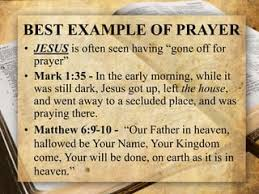 BEST EXAMPLE OF PRAYER
• JESUS is often seen having “gone off for
prayer”
• Mark 1:35 - In the early morning, while it
was still dark, Jesus got up, left the house,
and went away to a secluded place, and was
praying there.
• Matthew 6:9-10 - “Our Father in heaven,
hallowed be Your Name, Your Kingdom
come, Your will be done, on earth as it is in
heaven.”